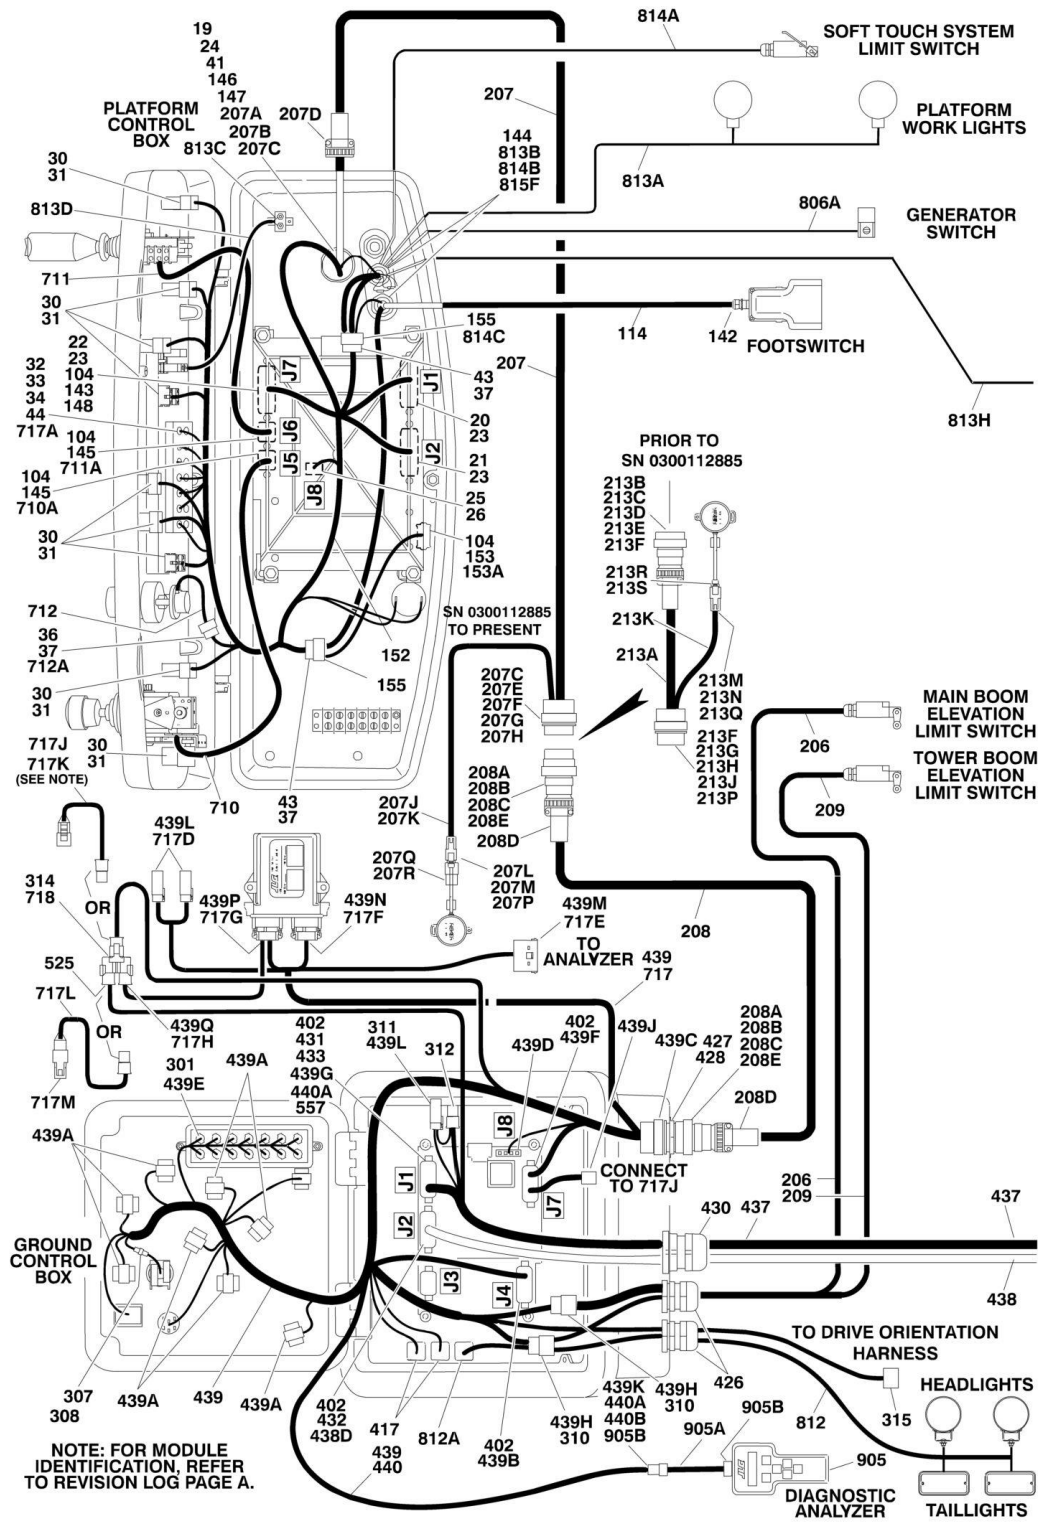 814A
SOFT TOUCH SYSTEM
LIMIT SWITCH
19
24
41
146
147
207A
207B
207C
PLATFORM
CONTROL
BOX
813C
207D
207
144
813B
814B
815F
PLATFORM
WORK LIGHTS
813A
30
31
813D
806A
GENERATOR
SWITCH
711
30
31
22
23
104
143
148
32
33
34
44
717A
104
145
711A
104
145
710A
30
31
J7
J6
J5
J8
J1
J2
155
814C
43
37
20
23
21
23
25
26
104
153
153A
207
114
142
FOOTSWITCH
813H
PRIOR TO
SN 0300112885
213B
213C
213D
213E
213F
213R
213S
213K
213A
213M
213N
213Q
213F
213G
213H
213J
213P
712
36
37
712A
30
31
SN 0300112885
TO PRESENT
152
155
207C
207E
207F
207G
207H
MAIN BOOM
ELEVATION
LIMIT SWITCH
206
TOWER BOOM
ELEVATION
LIMIT SWITCH
209
717J
717K
(SEE NOTE)
30
31
710
43
37
207J
207K
208A
208B
208C
208E
208D
439L
717D
207Q
207R
207L
207M
207P
314
718
OR
439P
717G
439N
717F
439M
717E
TO
ANALYZER
208
525
717L
OR
439
717
439Q
717H
717M
301
439E
439A
402
431
433
439G
440A
557
311
439L
312
439D
402
439F
439J
439C
427
428
208A
208B
208C
208E
208D
439A
J8
J1
J2
J3
J4
J7
CONNECT
TO 717J
206
209
430
437
437
438
GROUND
CONTROL
BOX
307
308
439A
439
439A
402
432
438D
417
439
440
812A
402
439B
439H
310
439K
440A
440B
905B
439H
310
426
TO DRIVE ORIENTATION
HARNESS
812
315
HEADLIGHTS
905A
905B
905
DIAGNOSTIC
ANALYZER
TAILLIGHTS
NOTE: FOR MODULE
IDENTIFICATION, REFER
TO REVISION LOG PAGE A.